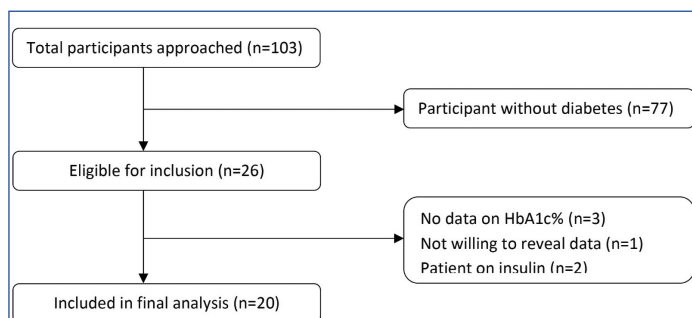 Total participants approached (n=103)
Participant without diabetes (n=77)
Eligible for inclusion (n=26)
No data on HbA1c% (n=3)
Not willing to reveal data (n=1)
Patient on insulin (n=2)
Included in final analysis (n=20)